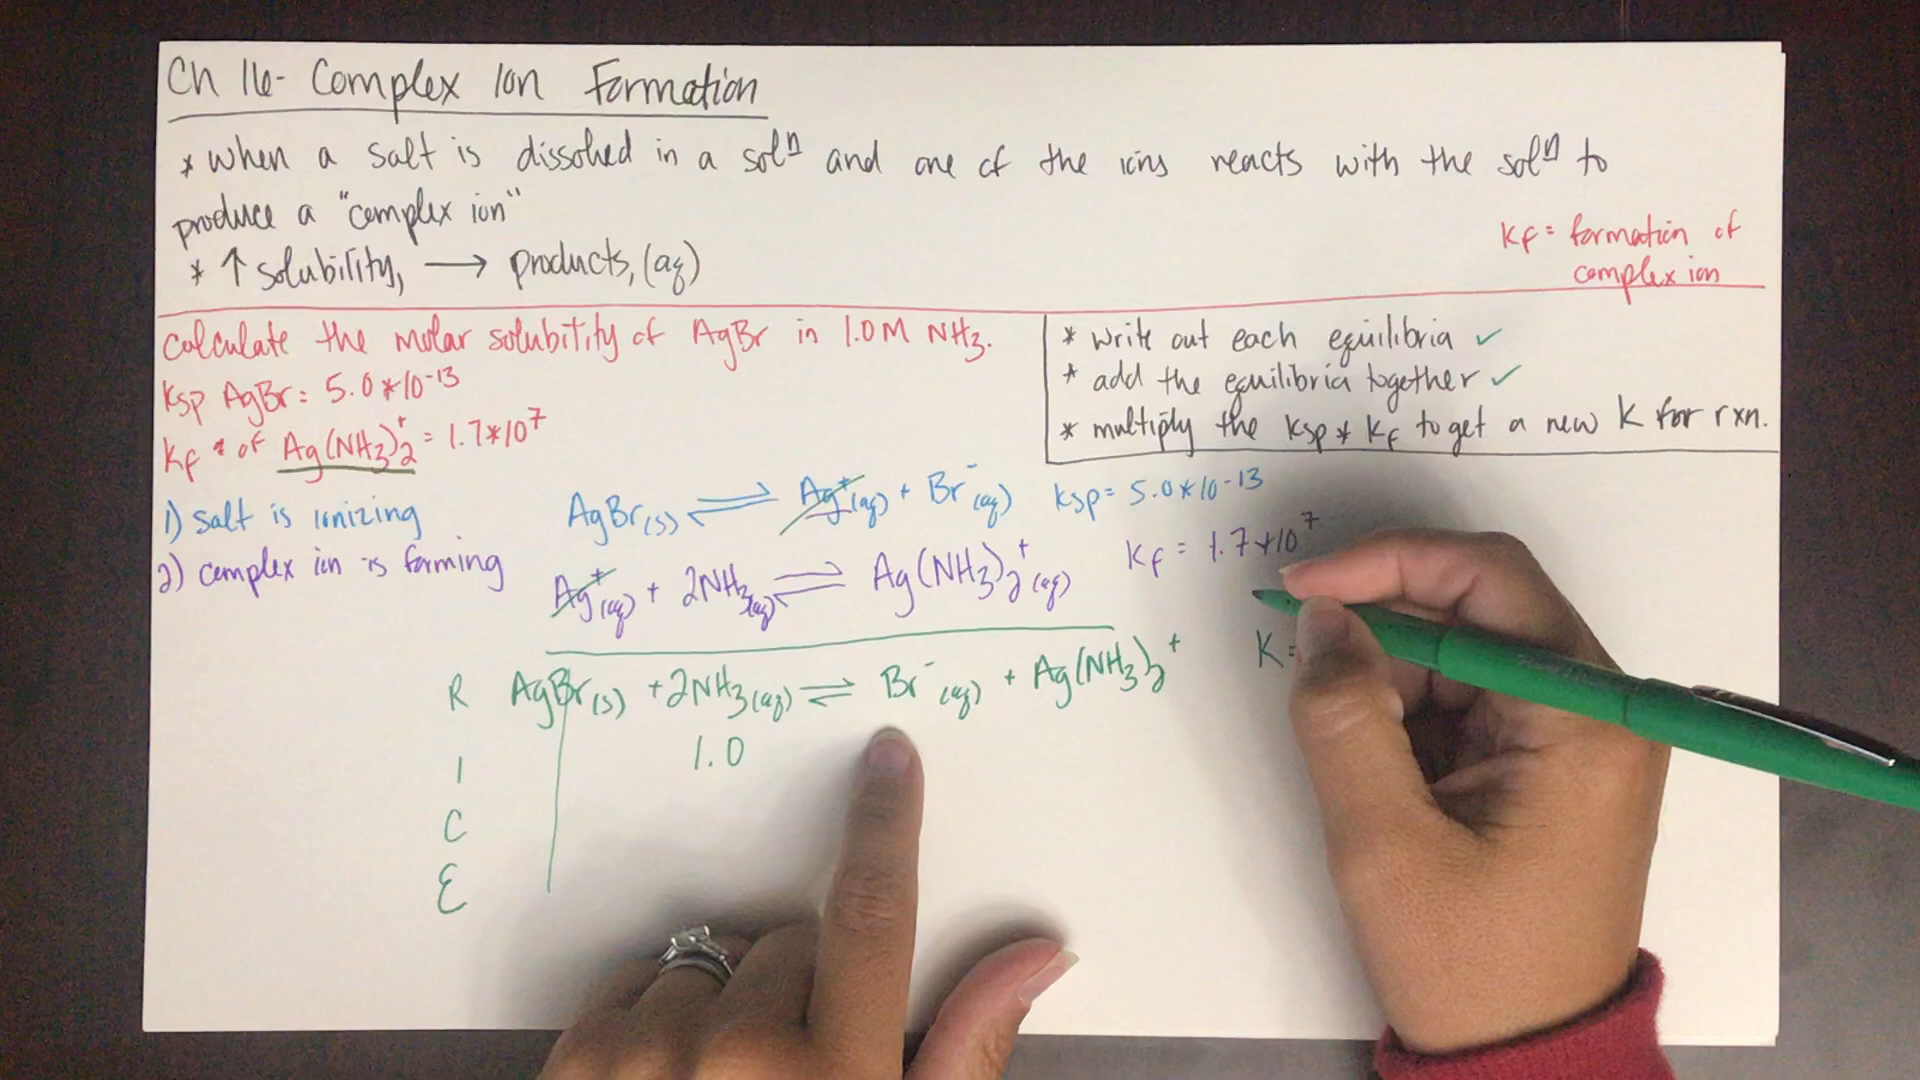 Ch 16- Complex Ion Formation
* When a salt is dissolved in a solⁿ and one of the ions reacts with the solⁿ to
produce a "complex ion"
* ↑ solubility, → products, (aq)
Kf = formation of
complex ion
Calculate the molar solubility of AgBr in 1.0M NH₃.
Ksp AgBr = 5.0*10⁻¹³
Kf * of Ag(NH₃)₂⁺ = 1.7*10⁷
* write out each equilibria ✓
* add the equilibria together ✓
* multiply the Ksp * Kf to get a new K for rxn.
1) salt is ionizing AgBr(s) ⇌ Ag⁺(aq) + Br⁻(aq) Ksp = 5.0*10⁻¹³
2) complex ion is forming Ag⁺(aq) + 2NH₃(aq) ⇌ Ag(NH₃)₂⁺(aq) Kf = 1.7*10⁷
R AgBr(s) + 2NH₃(aq) ⇌ Br⁻(aq) + Ag(NH₃)₂⁺ K=
I 1.0
C
E